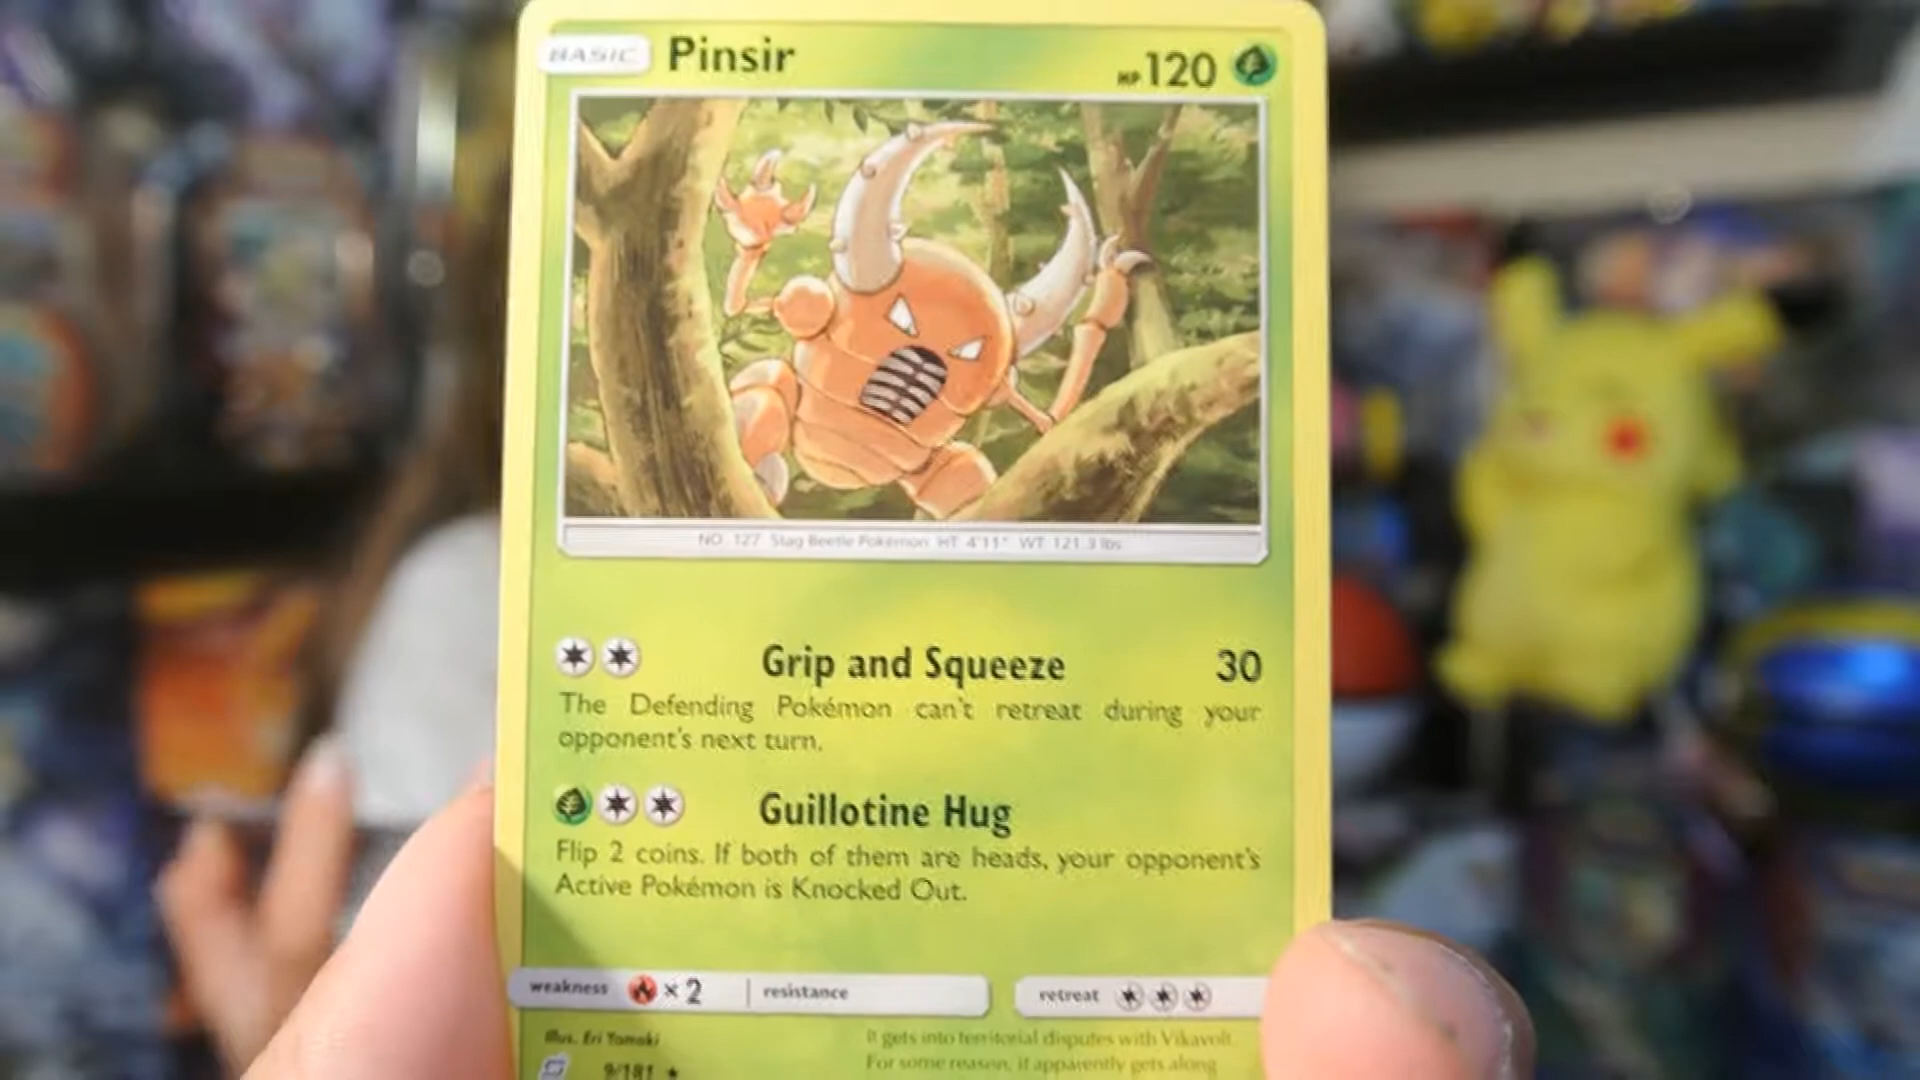 BASIC Pinsir HP 120
NO. 127 Stag Beetle Pokémon HT 4'11" WT 121.3 lbs
Grip and Squeeze 30
The Defending Pokémon can't retreat during your
opponent's next turn.
Guillotine Hug
Flip 2 coins. If both of them are heads, your opponent's
Active Pokémon is Knocked Out.
weakness × 2 resistance retreat
Illus. Eri Yamaki
It gets into territorial disputes with Vikavolt.
For some reason, it apparently gets along
9/181 ★